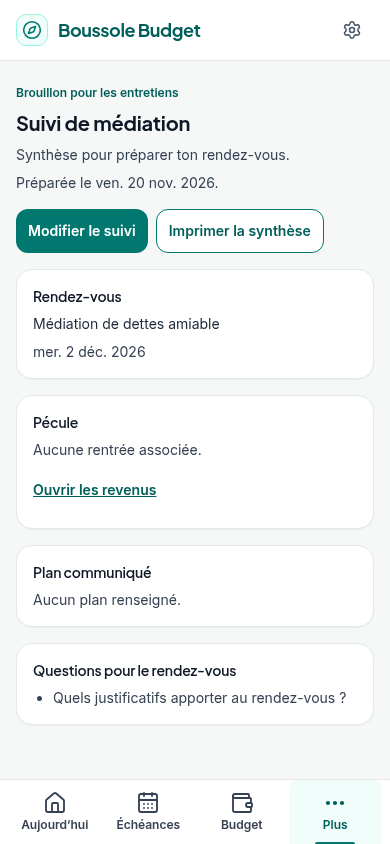 Boussole Budget
Brouillon pour les entretiens
Suivi de médiation
Synthèse pour préparer ton rendez-vous.
Préparée le ven. 20 nov. 2026.
Modifier le suivi
Imprimer la synthèse
Rendez-vous
Médiation de dettes amiable
mer. 2 déc. 2026
Pécule
Aucune rentrée associée.
Ouvrir les revenus
Plan communiqué
Aucun plan renseigné.
Questions pour le rendez-vous
• Quels justificatifs apporter au rendez-vous ?
Aujourd’hui
Échéances
Budget
Plus